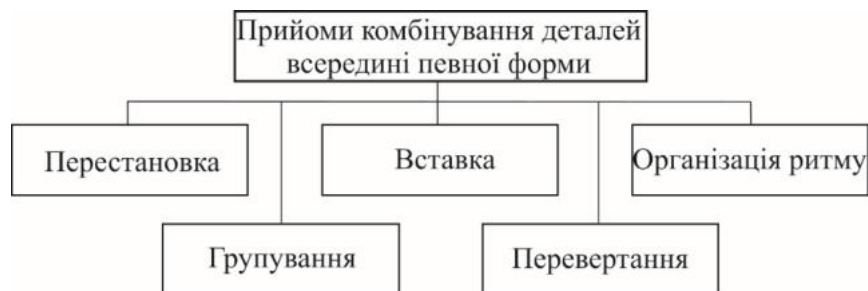 Прийоми комбінування деталей
всередині певної форми
Перестановка
Вставка
Організація ритму
Групування
Перевертання